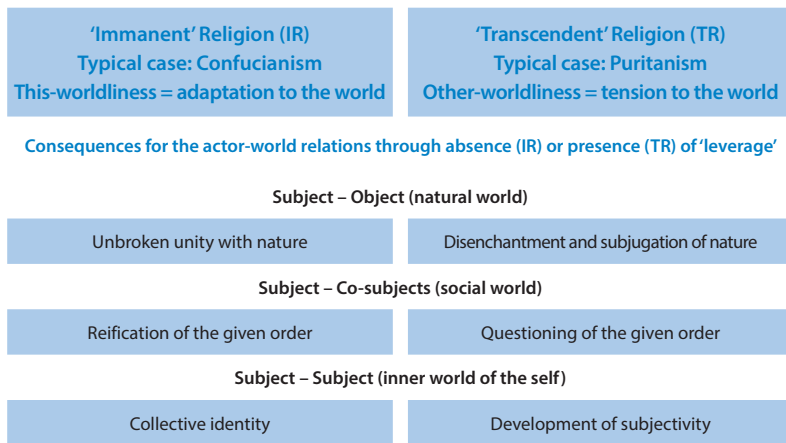 ‘Immanent’ Religion (IR)
Typical case: Confucianism
This-worldliness = adaptation to the world
‘Transcendent’ Religion (TR)
Typical case: Puritanism
Other-worldliness = tension to the world
Consequences for the actor-world relations through absence (IR) or presence (TR) of ‘leverage’
Subject – Object (natural world)
Unbroken unity with nature
Disenchantment and subjugation of nature
Subject – Co-subjects (social world)
Reification of the given order
Questioning of the given order
Subject – Subject (inner world of the self)
Collective identity
Development of subjectivity